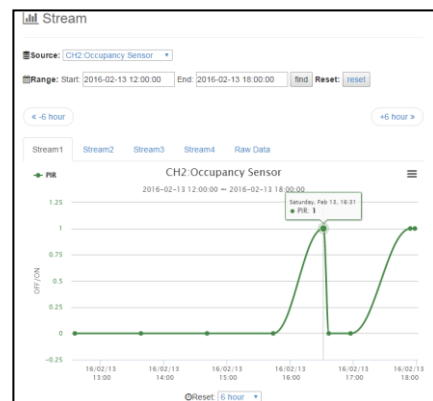 Stream
Source: CH2:Occupancy Sensor
Range: Start: 2016-02-13 12:00:00 End: 2016-02-13 18:00:00 find Reset: reset
« -6 hour +6 hour »
Stream1 Stream2 Stream3 Stream4 Raw Data
PIR CH2:Occupancy Sensor
2016-02-13 12:00:00 ~ 2016-02-13 18:00:00
Saturday, Feb 13, 16:31
PIR: 1
1.25
1
0.75
0.5
0.25
0
-0.25
OFF/ON
16/02/13 16/02/13 16/02/13 16/02/13 16/02/13 16/02/13
13:00 14:00 15:00 16:00 17:00 18:00
Reset: 6 hour